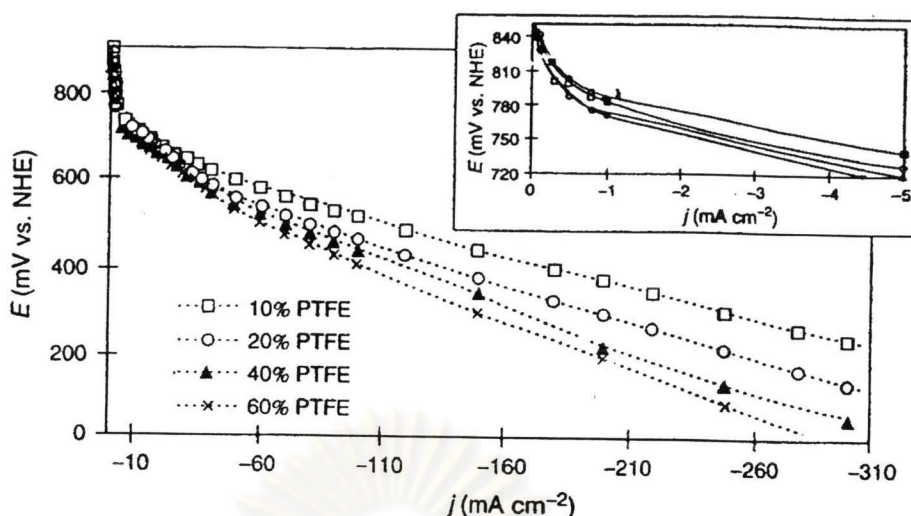 E (mV vs. NHE)
800
600
400
200
0
−10
−60
−110
−160
−210
−260
−310
j (mA cm⁻²)
10% PTFE
20% PTFE
40% PTFE
60% PTFE
E (mV vs. NHE)
840
810
780
750
720
0
−1
−2
−3
−4
−5
j (mA cm⁻²)